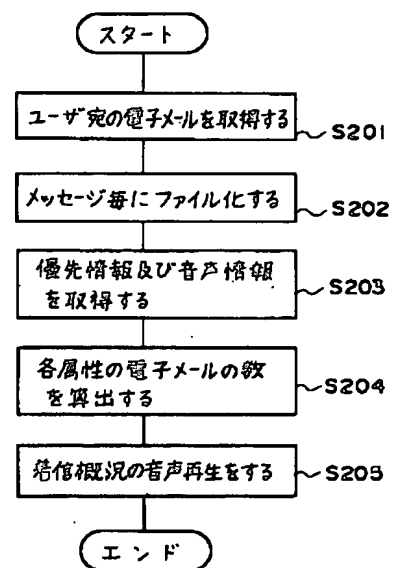 スタート
ユーザ宛の電子メールを取得する
S201
メッセージ毎にファイル化する
S202
優先情報及び音声情報
を取得する
S203
各属性の電子メールの数
を算出する
S204
着信概況の音声再生をする
S205
エンド